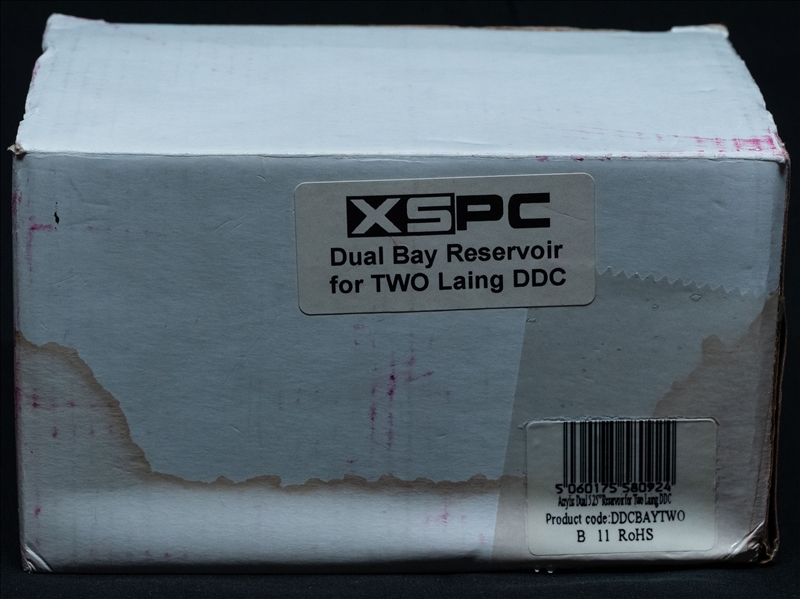 XSPC
Dual Bay Reservoir
for TWO Laing DDC
5 060175 580924
Acrylic Dual 5.25" Reservoir for Two Laing DDC
Product code:DDCBAYTWO
B 11 RoHS